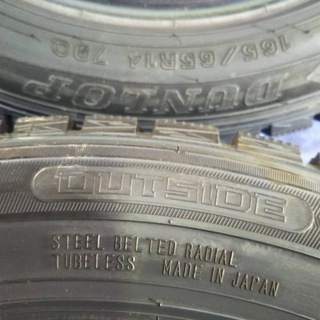 165/65R14 79Q
DUNLOP
OUTSIDE
STEEL BELTED RADIAL
TUBELESS MADE IN JAPAN